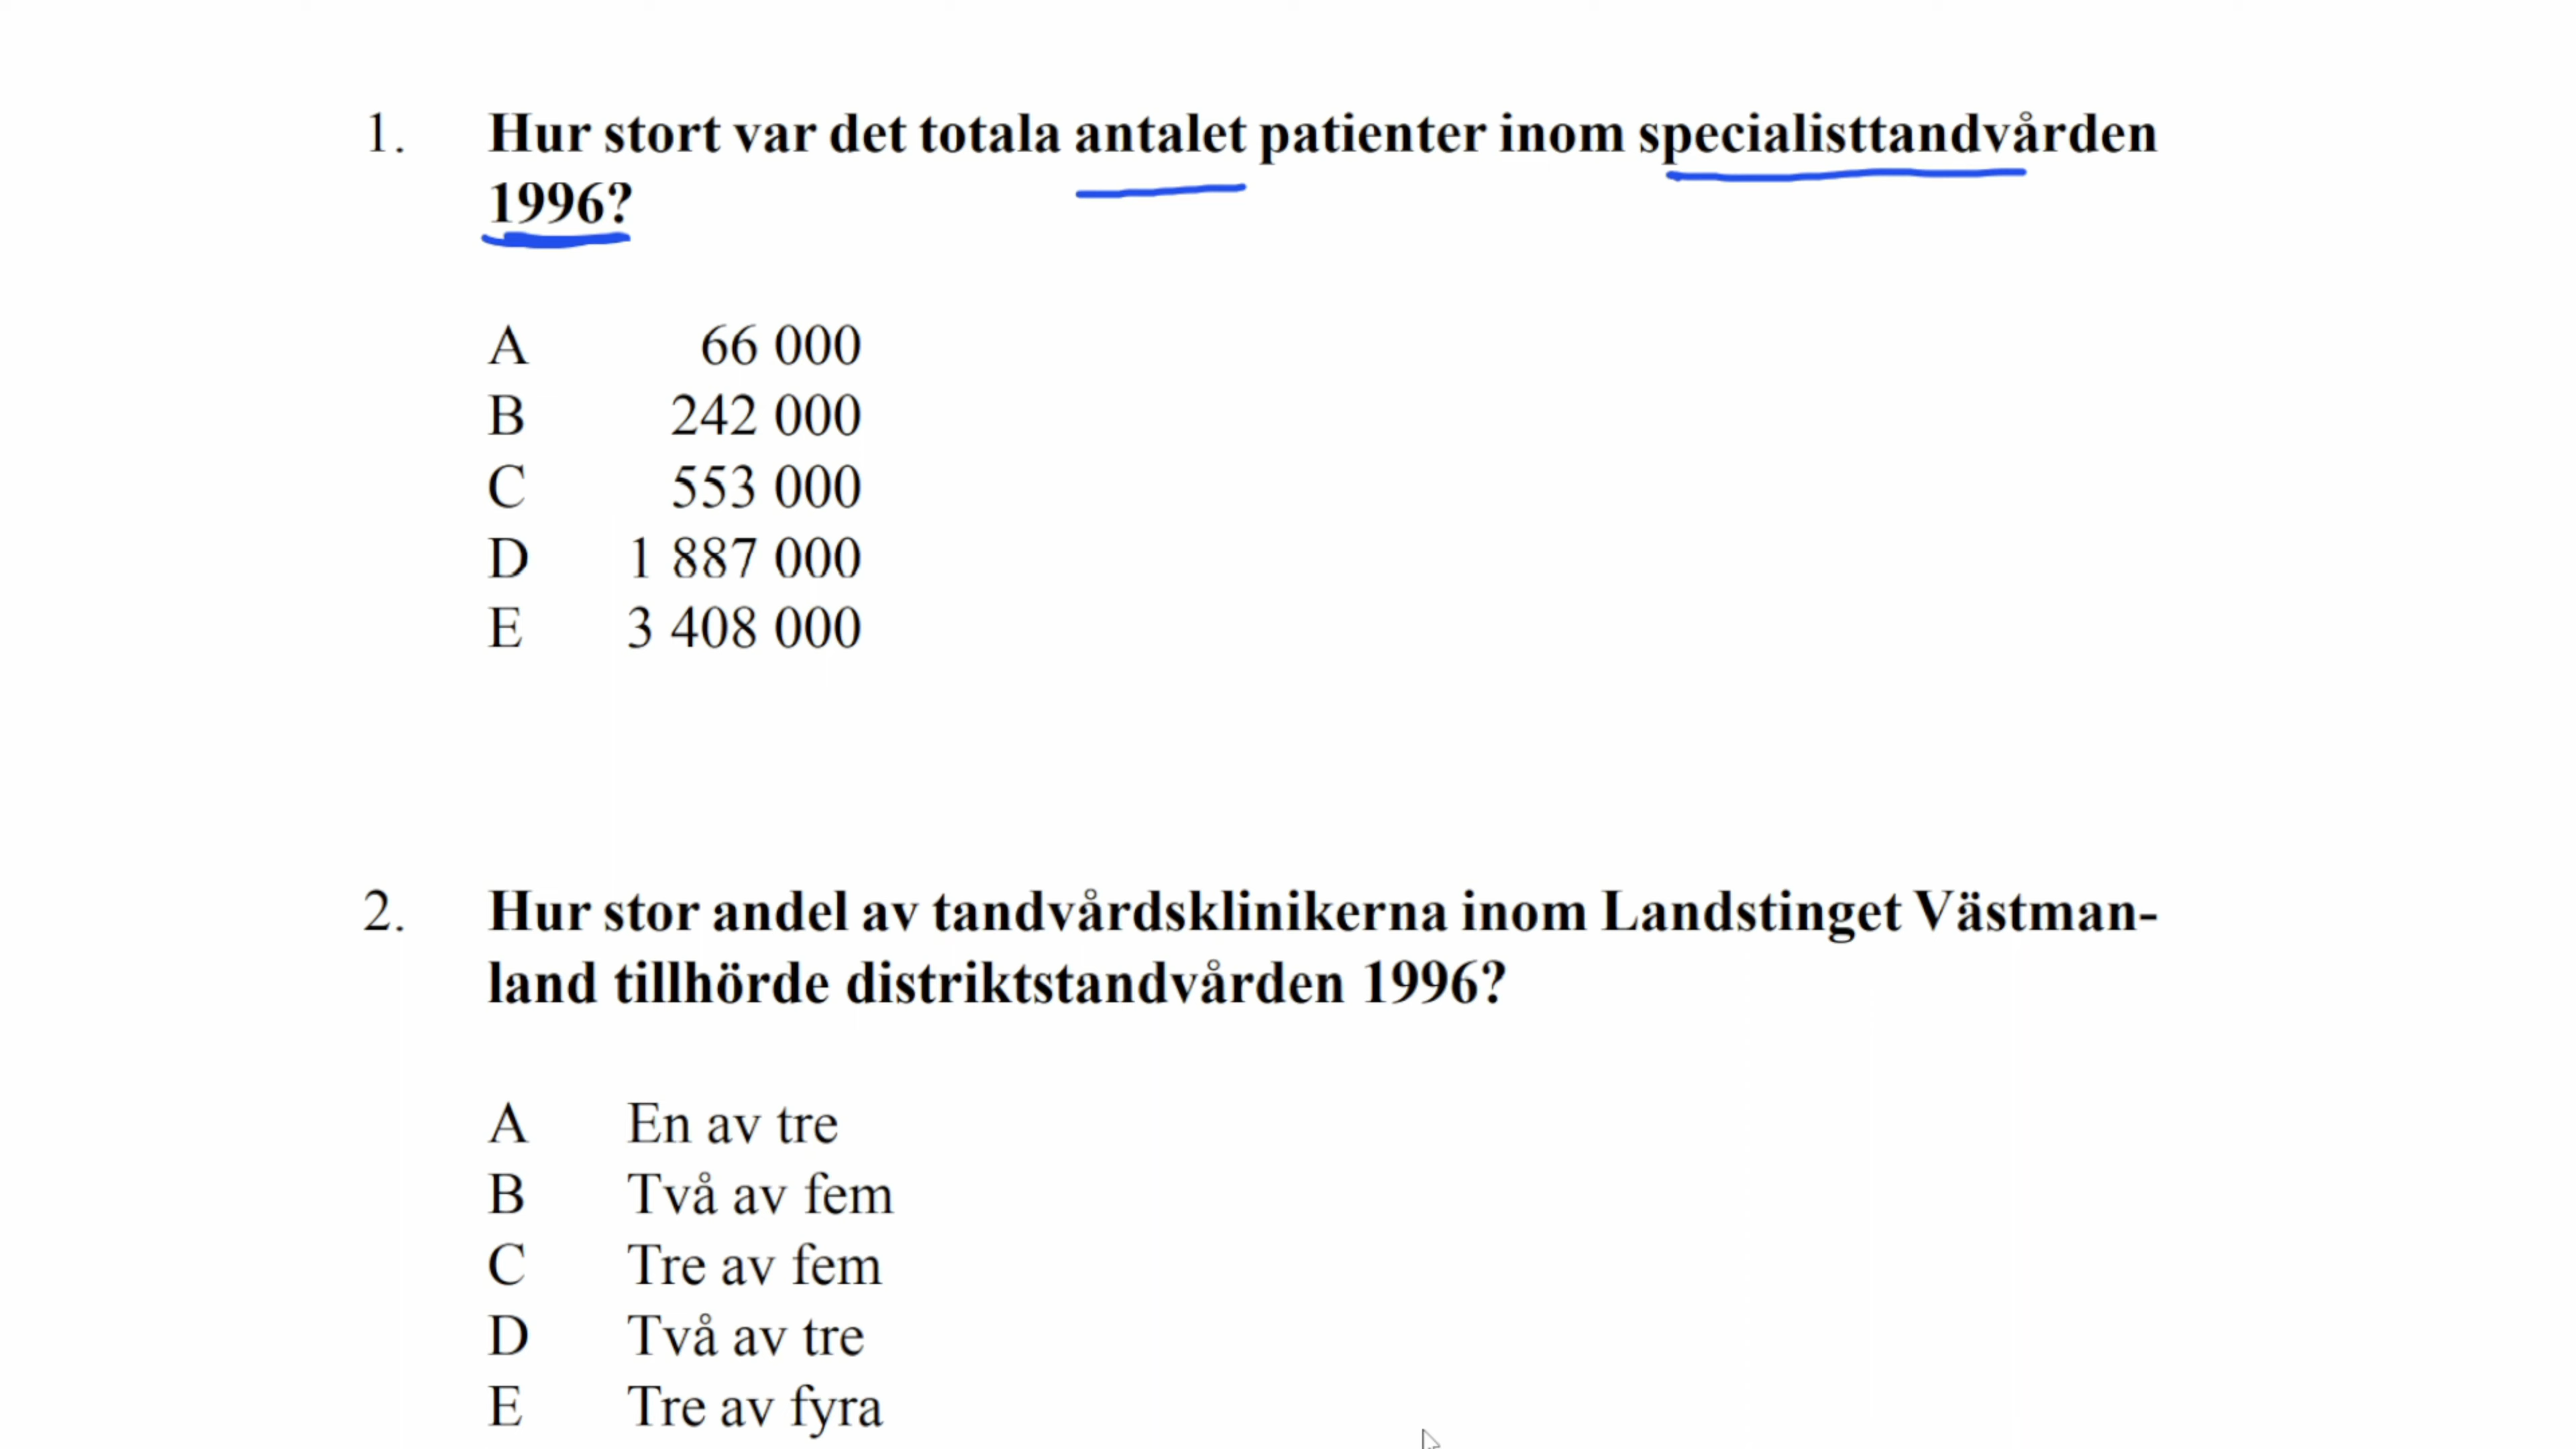 1. Hur stort var det totala antalet patienter inom specialisttandvården
1996?
A 66 000
B 242 000
C 553 000
D 1 887 000
E 3 408 000
2. Hur stor andel av tandvårdsklinikerna inom Landstinget Västman-
land tillhörde distriktstandvården 1996?
A En av tre
B Två av fem
C Tre av fem
D Två av tre
E Tre av fyra